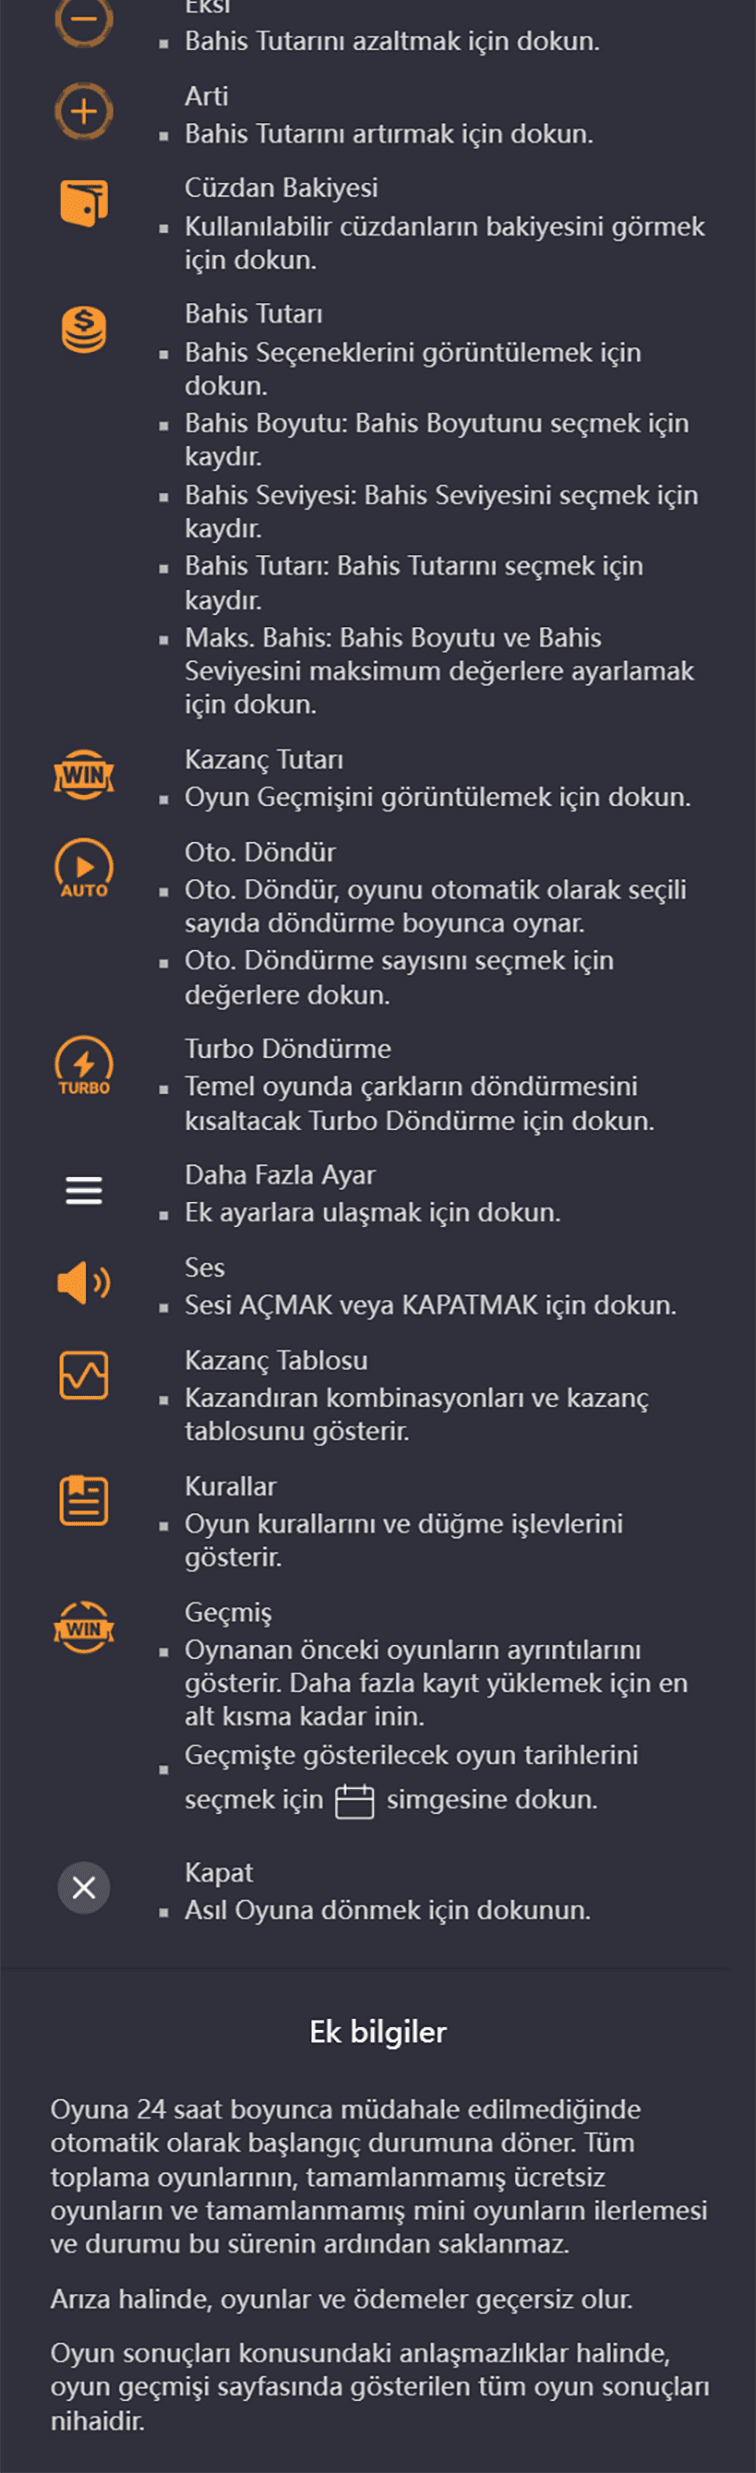 Eksi
Bahis Tutarını azaltmak için dokun.
Arti
Bahis Tutarını artırmak için dokun.
Cüzdan Bakiyesi
Kullanılabilir cüzdanların bakiyesini görmek
için dokun.
$
Bahis Tutarı
Bahis Seçeneklerini görüntülemek için
dokun.
Bahis Boyutu: Bahis Boyutunu seçmek için
kaydır.
Bahis Seviyesi: Bahis Seviyesini seçmek için
kaydır.
Bahis Tutarı: Bahis Tutarını seçmek için
kaydır.
Maks. Bahis: Bahis Boyutu ve Bahis
Seviyesini maksimum değerlere ayarlamak
için dokun.
WIN
Kazanç Tutarı
Oyun Geçmişini görüntülemek için dokun.
AUTO
Oto. Döndür
Oto. Döndür, oyunu otomatik olarak seçili
sayıda döndürme boyunca oynar.
Oto. Döndürme sayısını seçmek için
değerlere dokun.
TURBO
Turbo Döndürme
Temel oyunda çarkların döndürmesini
kısaltacak Turbo Döndürme için dokun.
Daha Fazla Ayar
Ek ayarlara ulaşmak için dokun.
Ses
Sesi AÇMAK veya KAPATMAK için dokun.
Kazanç Tablosu
Kazandıran kombinasyonları ve kazanç
tablosunu gösterir.
Kurallar
Oyun kurallarını ve düğme işlevlerini
gösterir.
WIN
Geçmiş
Oynanan önceki oyunların ayrıntılarını
gösterir. Daha fazla kayıt yüklemek için en
alt kısma kadar inin.
Geçmişte gösterilecek oyun tarihlerini
seçmek için simgesine dokun.
Kapat
Asıl Oyuna dönmek için dokunun.
Ek bilgiler
Oyuna 24 saat boyunca müdahale edilmediğinde
otomatik olarak başlangıç durumuna döner. Tüm
toplama oyunlarının, tamamlanmamış ücretsiz
oyunların ve tamamlanmamış mini oyunların ilerlemesi
ve durumu bu sürenin ardından saklanmaz.
Arıza halinde, oyunlar ve ödemeler geçersiz olur.
Oyun sonuçları konusundaki anlaşmazlıklar halinde,
oyun geçmişi sayfasında gösterilen tüm oyun sonuçları
nihaidir.